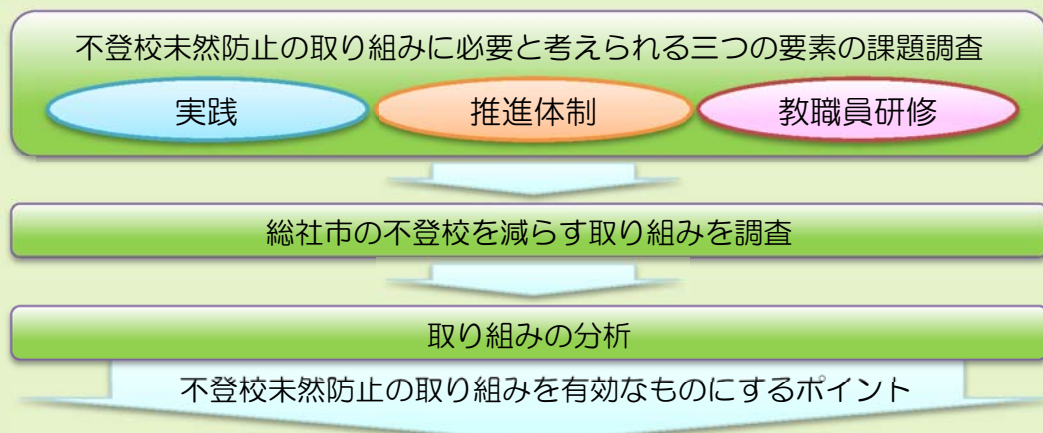 不登校未然防止の取り組みに必要と考えられる三つの要素の課題調査
実践 推進体制 教職員研修
総社市の不登校を減らす取り組みを調査
取り組みの分析
不登校未然防止の取り組みを有効なものにするポイント